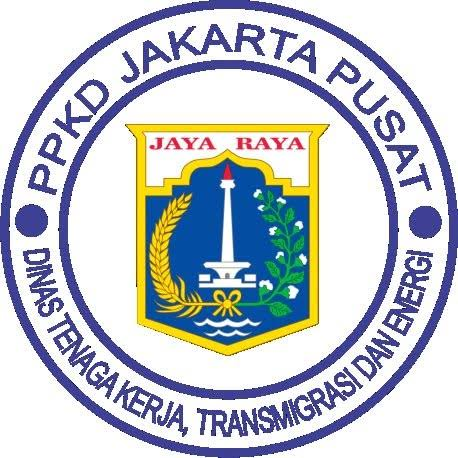 PPKD JAKARTA PUSAT
JAYA RAYA
DINAS TENAGA KERJA, TRANSMIGRASI DAN ENERGI